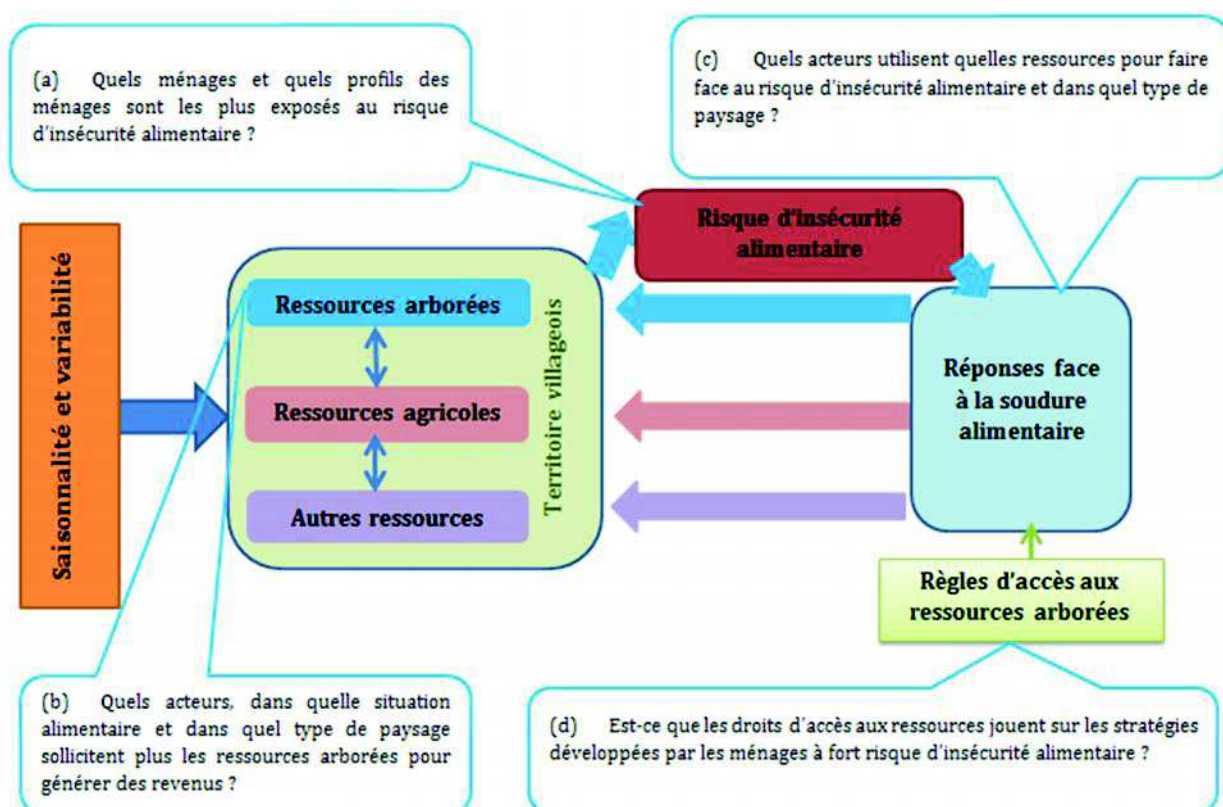 (a) Quels ménages et quels profils des
ménages sont les plus exposés au risque
d'insécurité alimentaire ?
(c) Quels acteurs utilisent quelles ressources pour faire
face au risque d'insécurité alimentaire et dans quel type de
paysage ?
Risque d'insécurité
alimentaire
Saisonnalité et variabilité
Ressources arborées
Ressources agricoles
Autres ressources
Territoire villageois
Réponses face
à la soudure
alimentaire
Règles d'accès aux
ressources arborées
(b) Quels acteurs, dans quelle situation
alimentaire et dans quel type de paysage
sollicitent plus les ressources arborées pour
générer des revenus ?
(d) Est-ce que les droits d'accès aux ressources jouent sur les stratégies
développées par les ménages à fort risque d'insécurité alimentaire ?